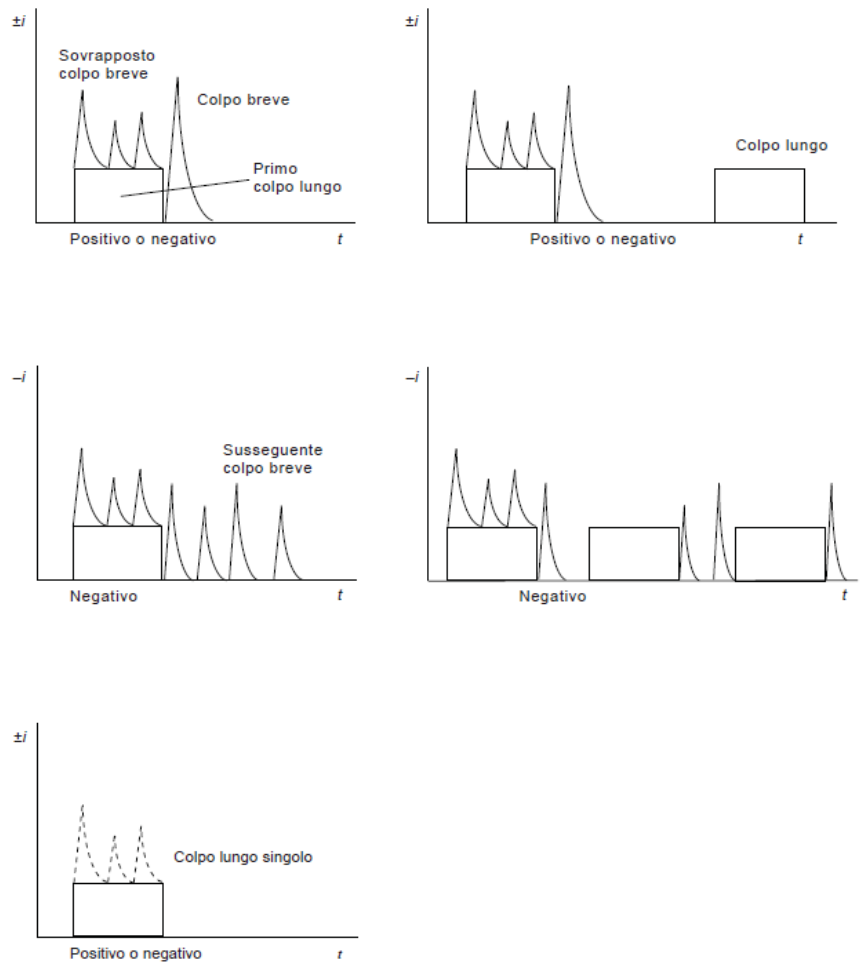 ±i
Sovrapposto
colpo breve
Colpo breve
Primo
colpo lungo
Positivo o negativo
t
±i
Colpo lungo
Positivo o negativo
t
–i
Susseguente
colpo breve
Negativo
t
–i
Negativo
t
±i
Colpo lungo singolo
Positivo o negativo
t